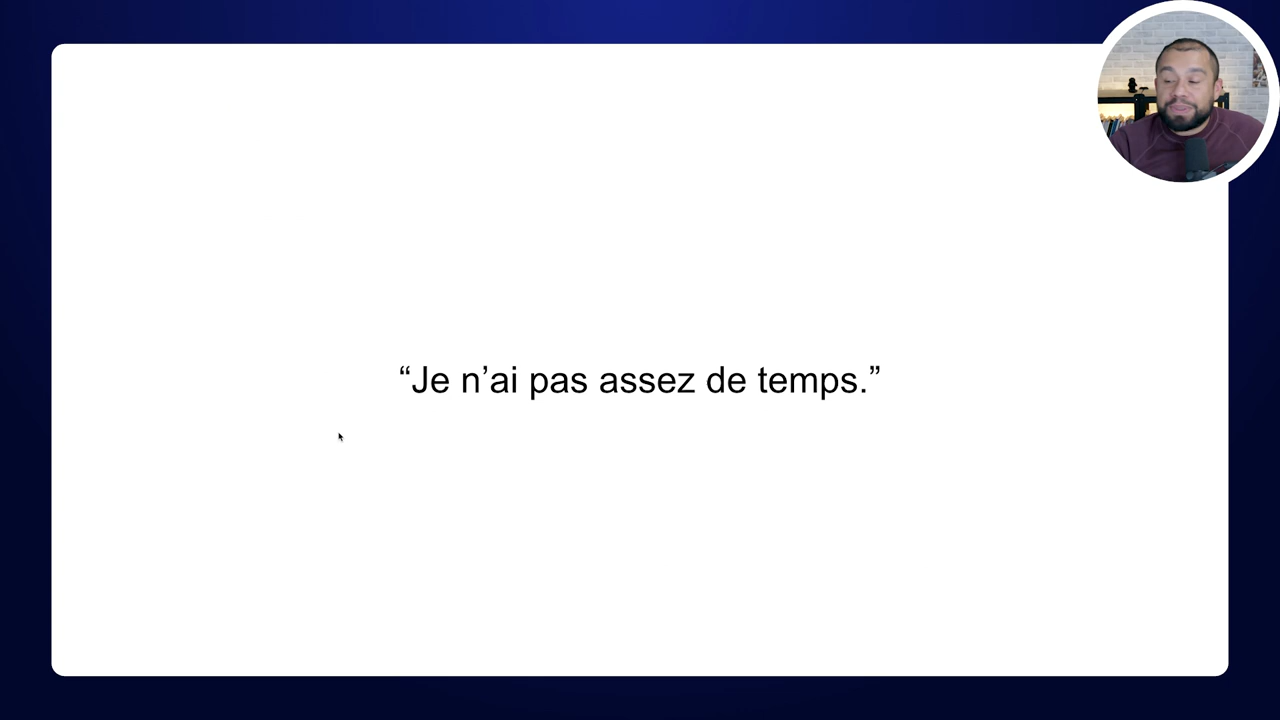 “Je n’ai pas assez de temps.”